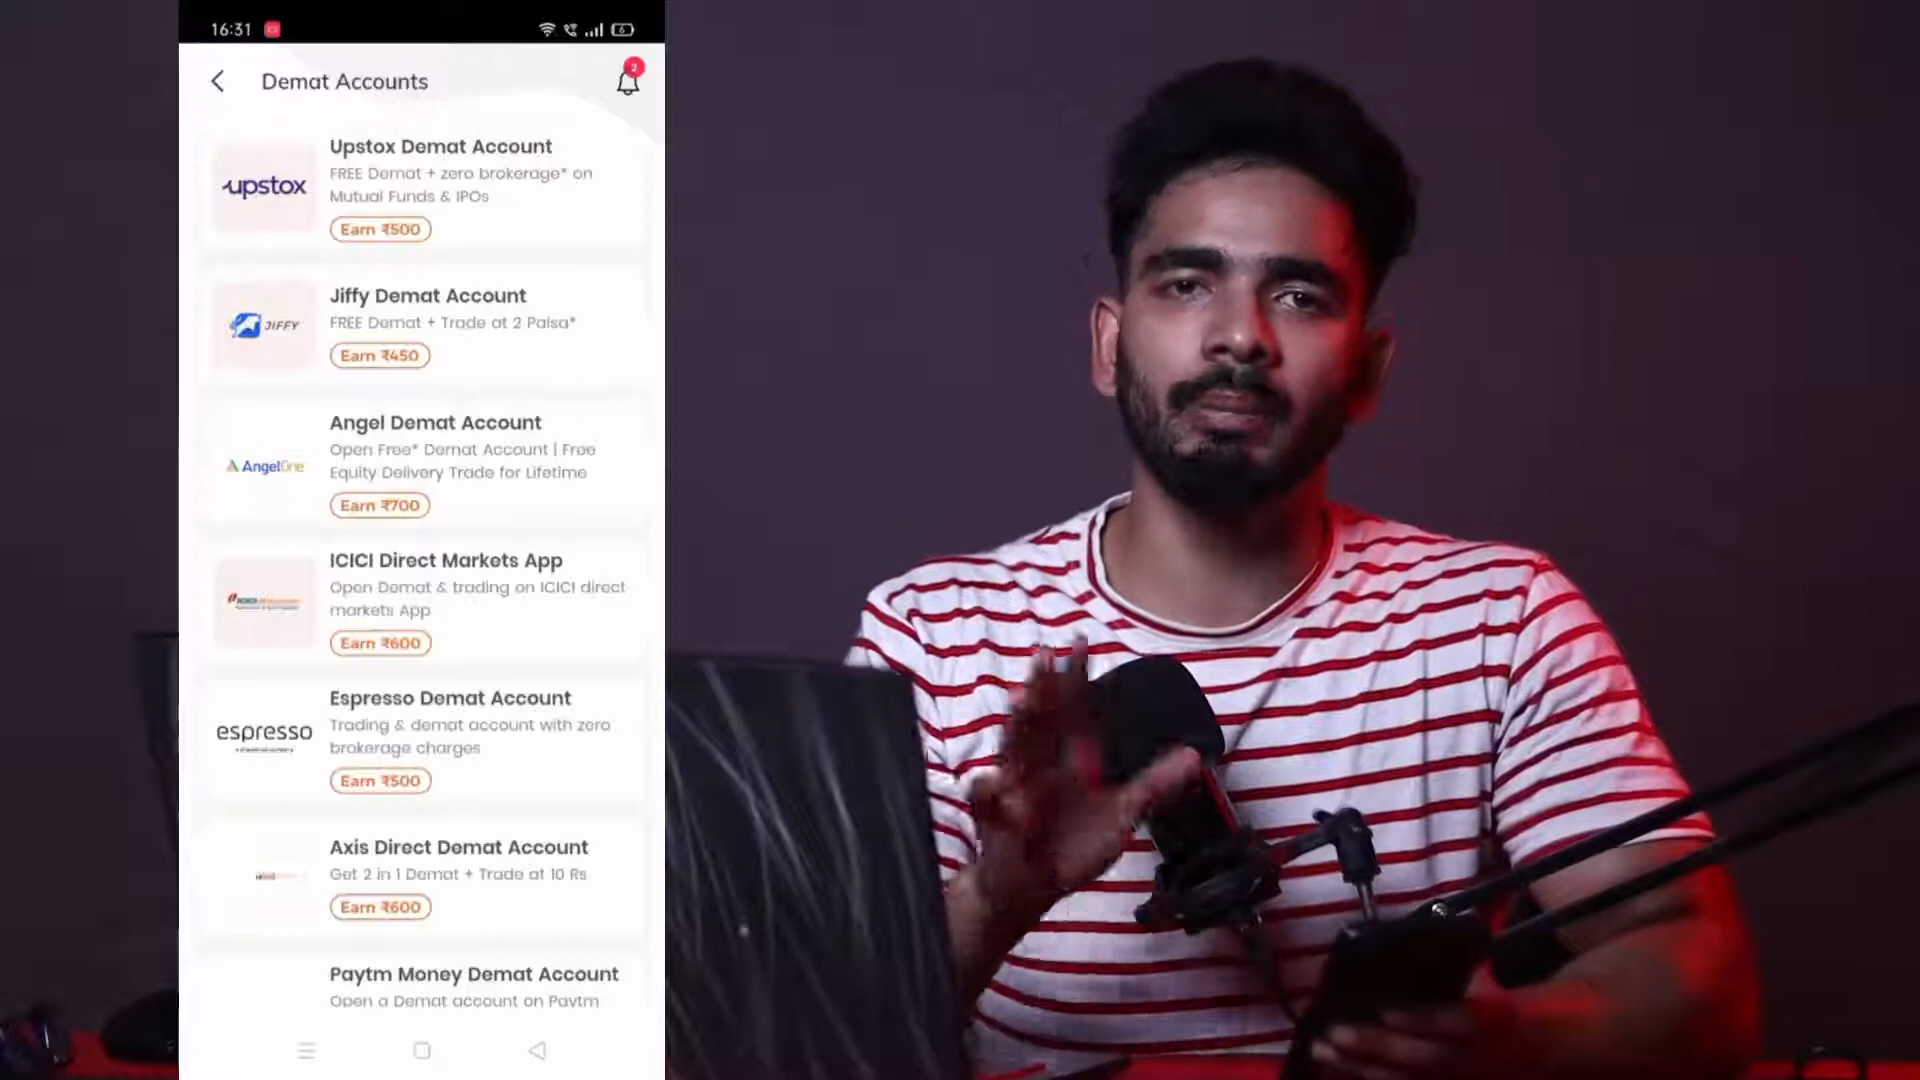 16:31
Demat Accounts
2
upstox
Upstox Demat Account
FREE Demat + zero brokerage* on
Mutual Funds & IPOs
Earn ₹500
JIFFY
Jiffy Demat Account
FREE Demat + Trade at 2 Paisa*
Earn ₹450
AngelOne
Angel Demat Account
Open Free* Demat Account | Free
Equity Delivery Trade for Lifetime
Earn ₹700
ICICI Direct Markets App
Open Demat & trading on ICICI direct
markets App
Earn ₹600
espresso
Espresso Demat Account
Trading & demat account with zero
brokerage charges
Earn ₹500
Axis Direct Demat Account
Get 2 in 1 Demat + Trade at 10 Rs
Earn ₹600
Paytm Money Demat Account
Open a Demat account on Paytm